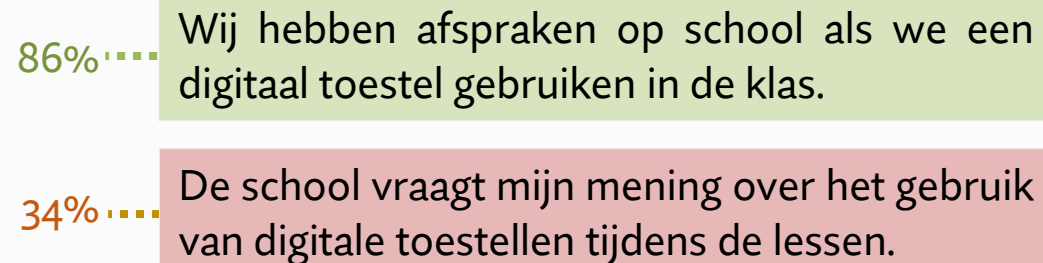 86%
Wij hebben afspraken op school als we een
digitaal toestel gebruiken in de klas.
34%
De school vraagt mijn mening over het gebruik
van digitale toestellen tijdens de lessen.